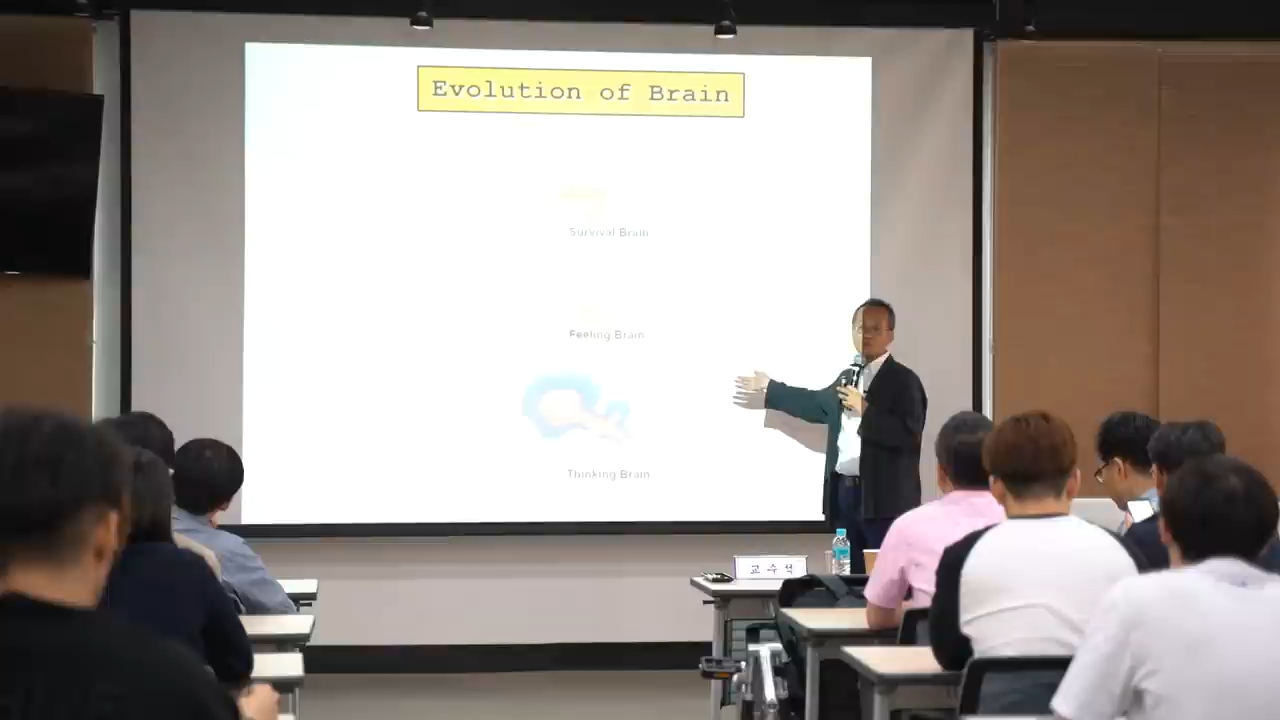 Evolution of Brain
Survival Brain
Feeling Brain
Thinking Brain
교수석